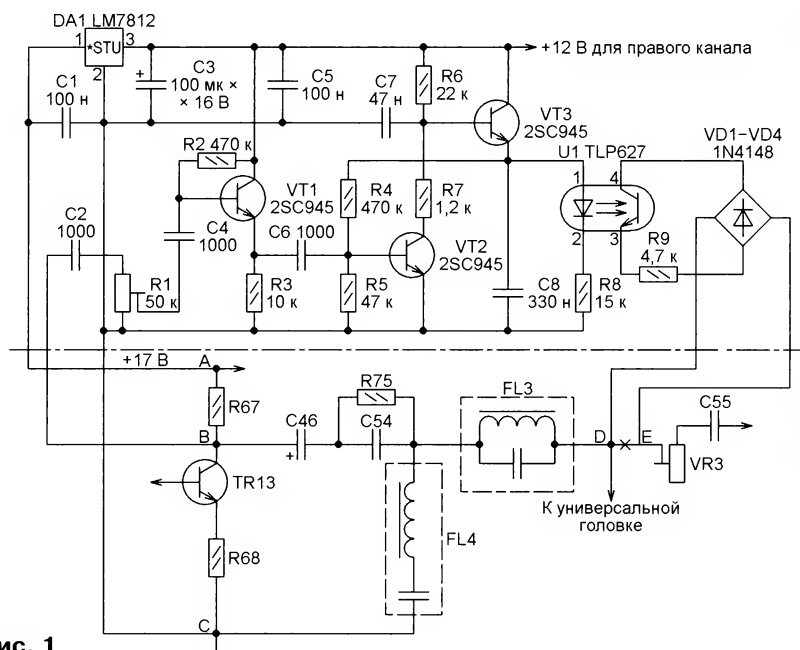 DA1 LM7812
1 *STU 3
2
+12 В для правого канала
C1
100 н
C3
+
100 мк ×
× 16 В
C5
100 н
C7
47 н
R6
22 к
VT3
2SC945
U1 TLP627
VD1–VD4
1N4148
R2 470 к
VT1
2SC945
R4
470 к
R7
1,2 к
1 4
2 3
C2
1000
C4
1000
C6 1000
VT2
2SC945
R9
4,7 к
R1
50 к
R3
10 к
R5
47 к
C8
330 н
R8
15 к
+17 В
A
R67
R75
FL3
C55
B
C46
+
C54
D
E
VR3
TR13
К универсальной
головке
FL4
R68
C
ис. 1